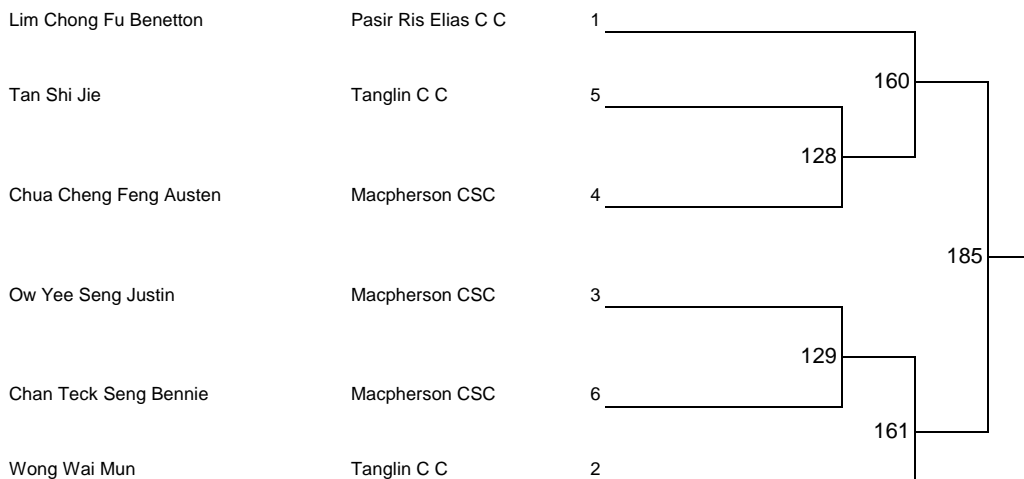 Lim Chong Fu Benetton Pasir Ris Elias C C 1
160
Tan Shi Jie Tanglin C C 5
128
Chua Cheng Feng Austen Macpherson CSC 4
185
Ow Yee Seng Justin Macpherson CSC 3
129
Chan Teck Seng Bennie Macpherson CSC 6
161
Wong Wai Mun Tanglin C C 2